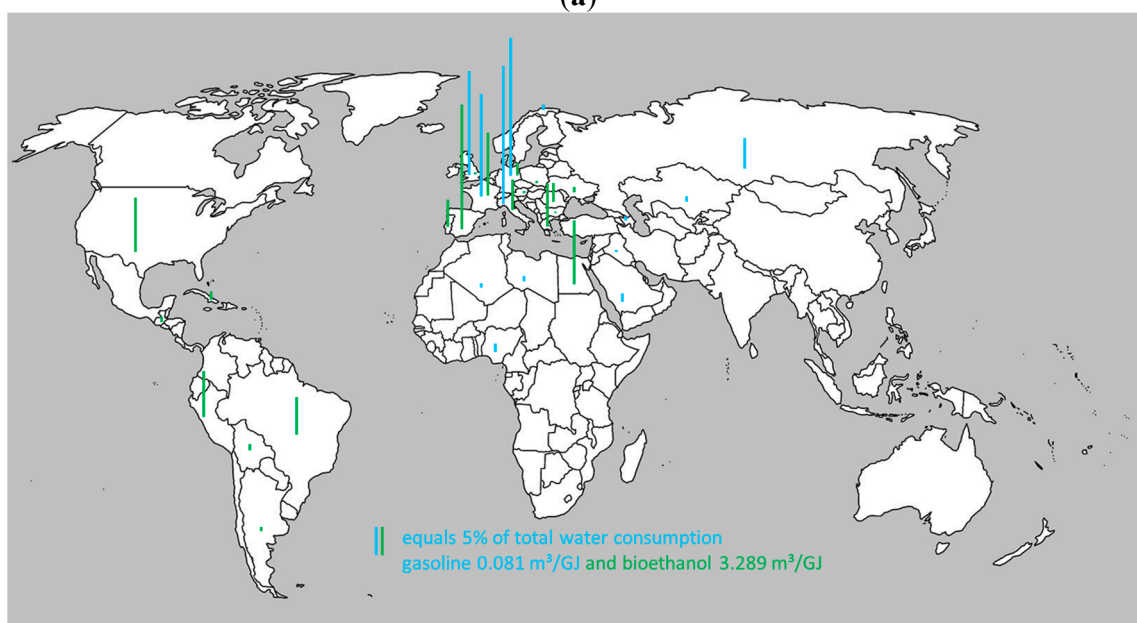 (a)
equals 5% of total water consumption
gasoline 0.081 m³/GJ and bioethanol 3.289 m³/GJ